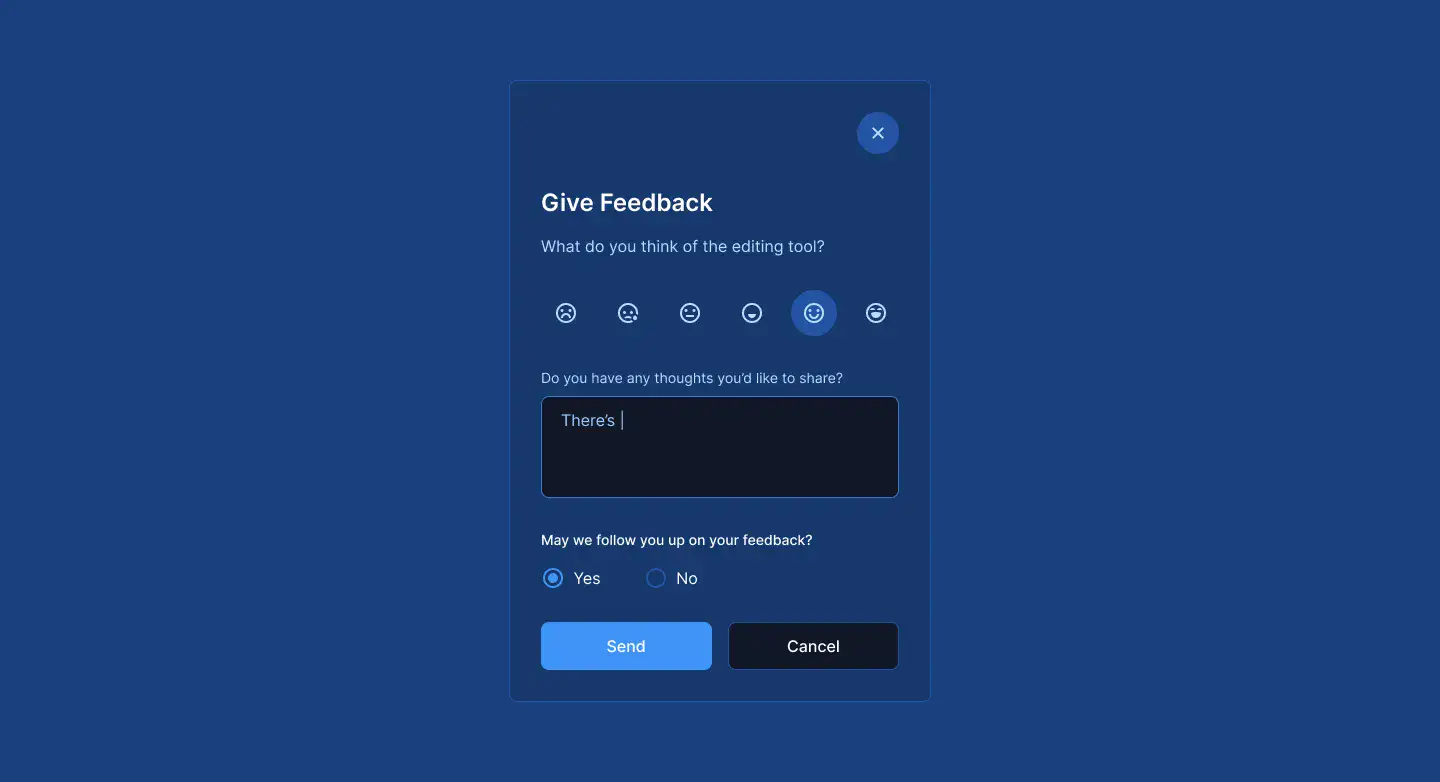 Give Feedback
What do you think of the editing tool?
Do you have any thoughts you’d like to share?
There’s
May we follow you up on your feedback?
Yes No
Send Cancel